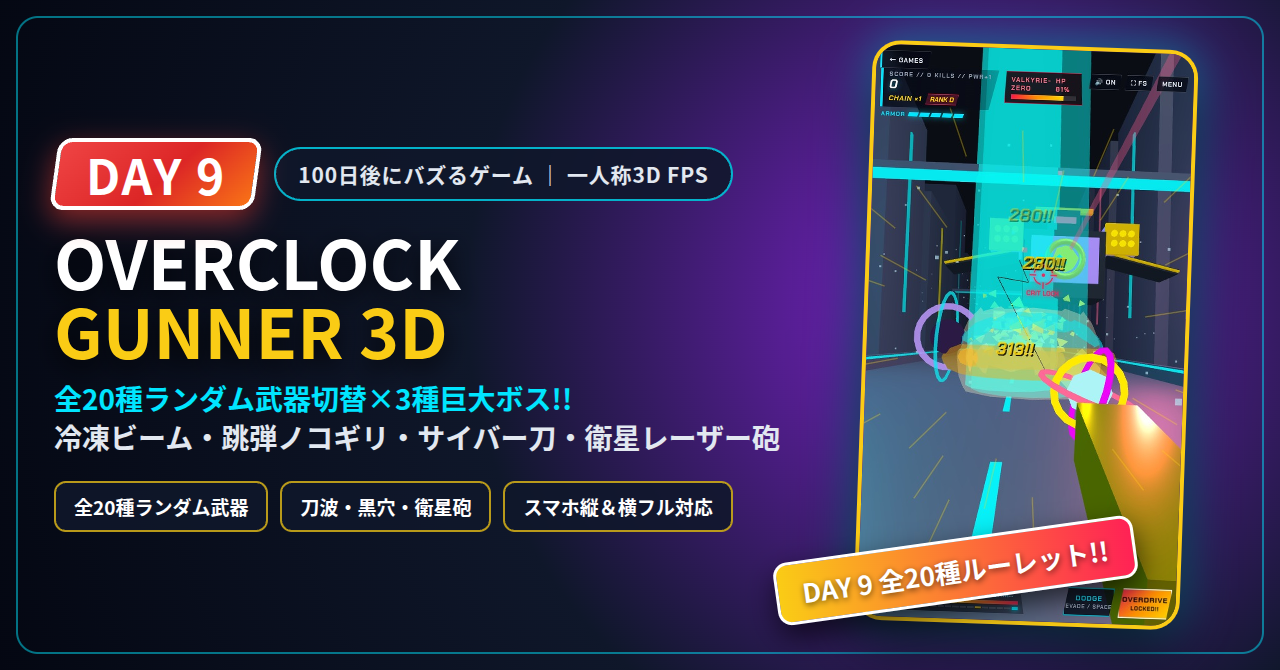 DAY 9
100日後にバズるゲーム ｜ 一人称3D FPS
OVERCLOCK
GUNNER 3D
全20種ランダム武器切替×3種巨大ボス!!
冷凍ビーム・跳弾ノコギリ・サイバー刀・衛星レーザー砲
全20種ランダム武器
刀波・黒穴・衛星砲
スマホ縦＆横フル対応
← GAMES
SCORE // 0 KILLS // PWR×1
0
CHAIN ×1 RANK D
ARMOR
VALKYRIE-ZERO HP 81%
ON
FS
MENU
280!!
280!!
CRIT LOCK
313!!
DAY 9 全20種ルーレット!!
DODGE
EVADE / SPACE
OVERDRIVE
LOCKED!!